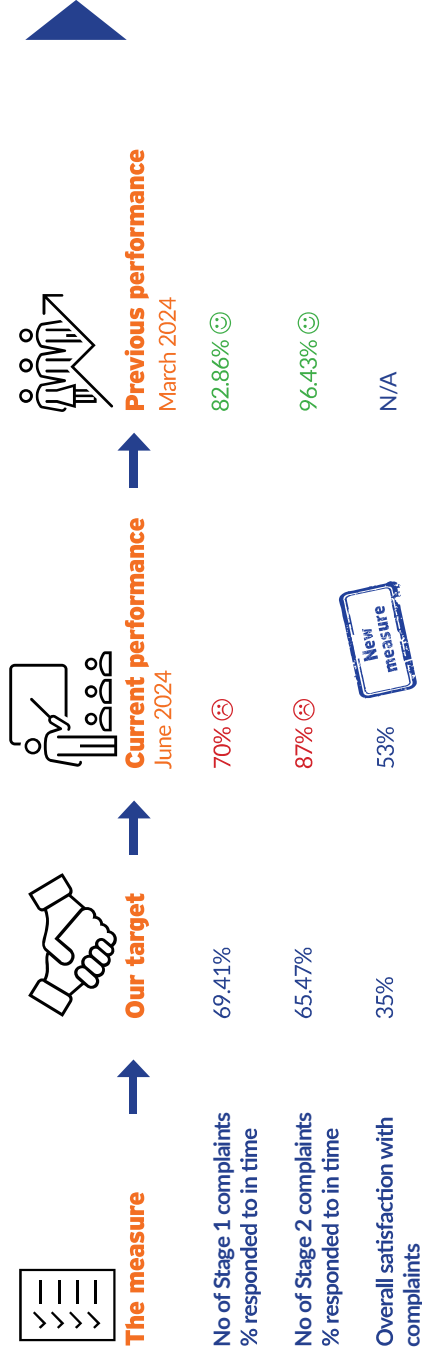 The measure
Our target
Current performance
June 2024
Previous performance
March 2024
No of Stage 1 complaints
% responded to in time
69.41%
70%
82.86%
No of Stage 2 complaints
% responded to in time
65.47%
87%
96.43%
Overall satisfaction with
complaints
35%
53%
New
measure
N/A